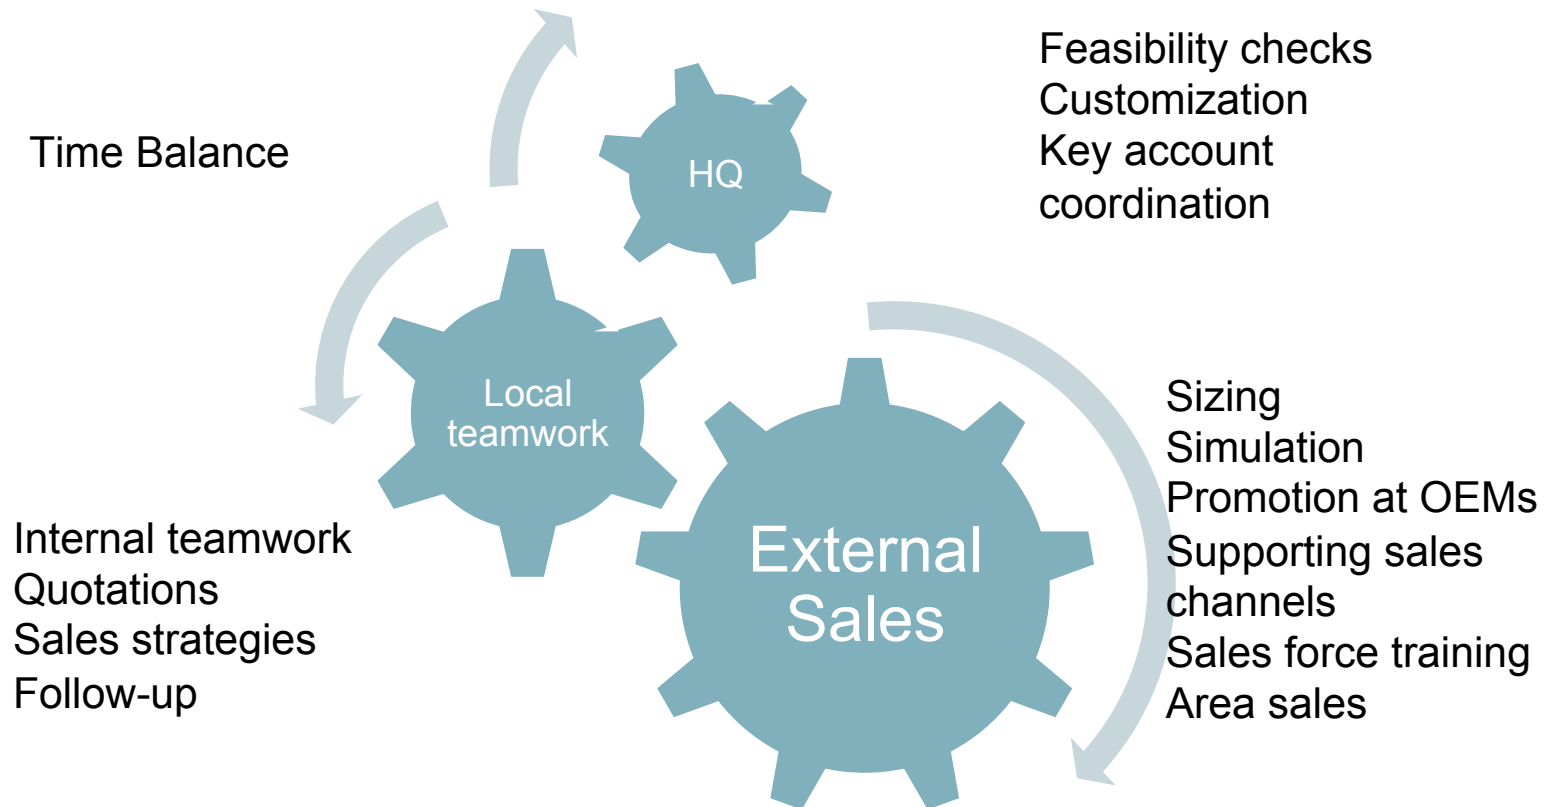 Time Balance
HQ
Feasibility checks
Customization
Key account
coordination
Local
teamwork
Internal teamwork
Quotations
Sales strategies
Follow-up
External
Sales
Sizing
Simulation
Promotion at OEMs
Supporting sales
channels
Sales force training
Area sales